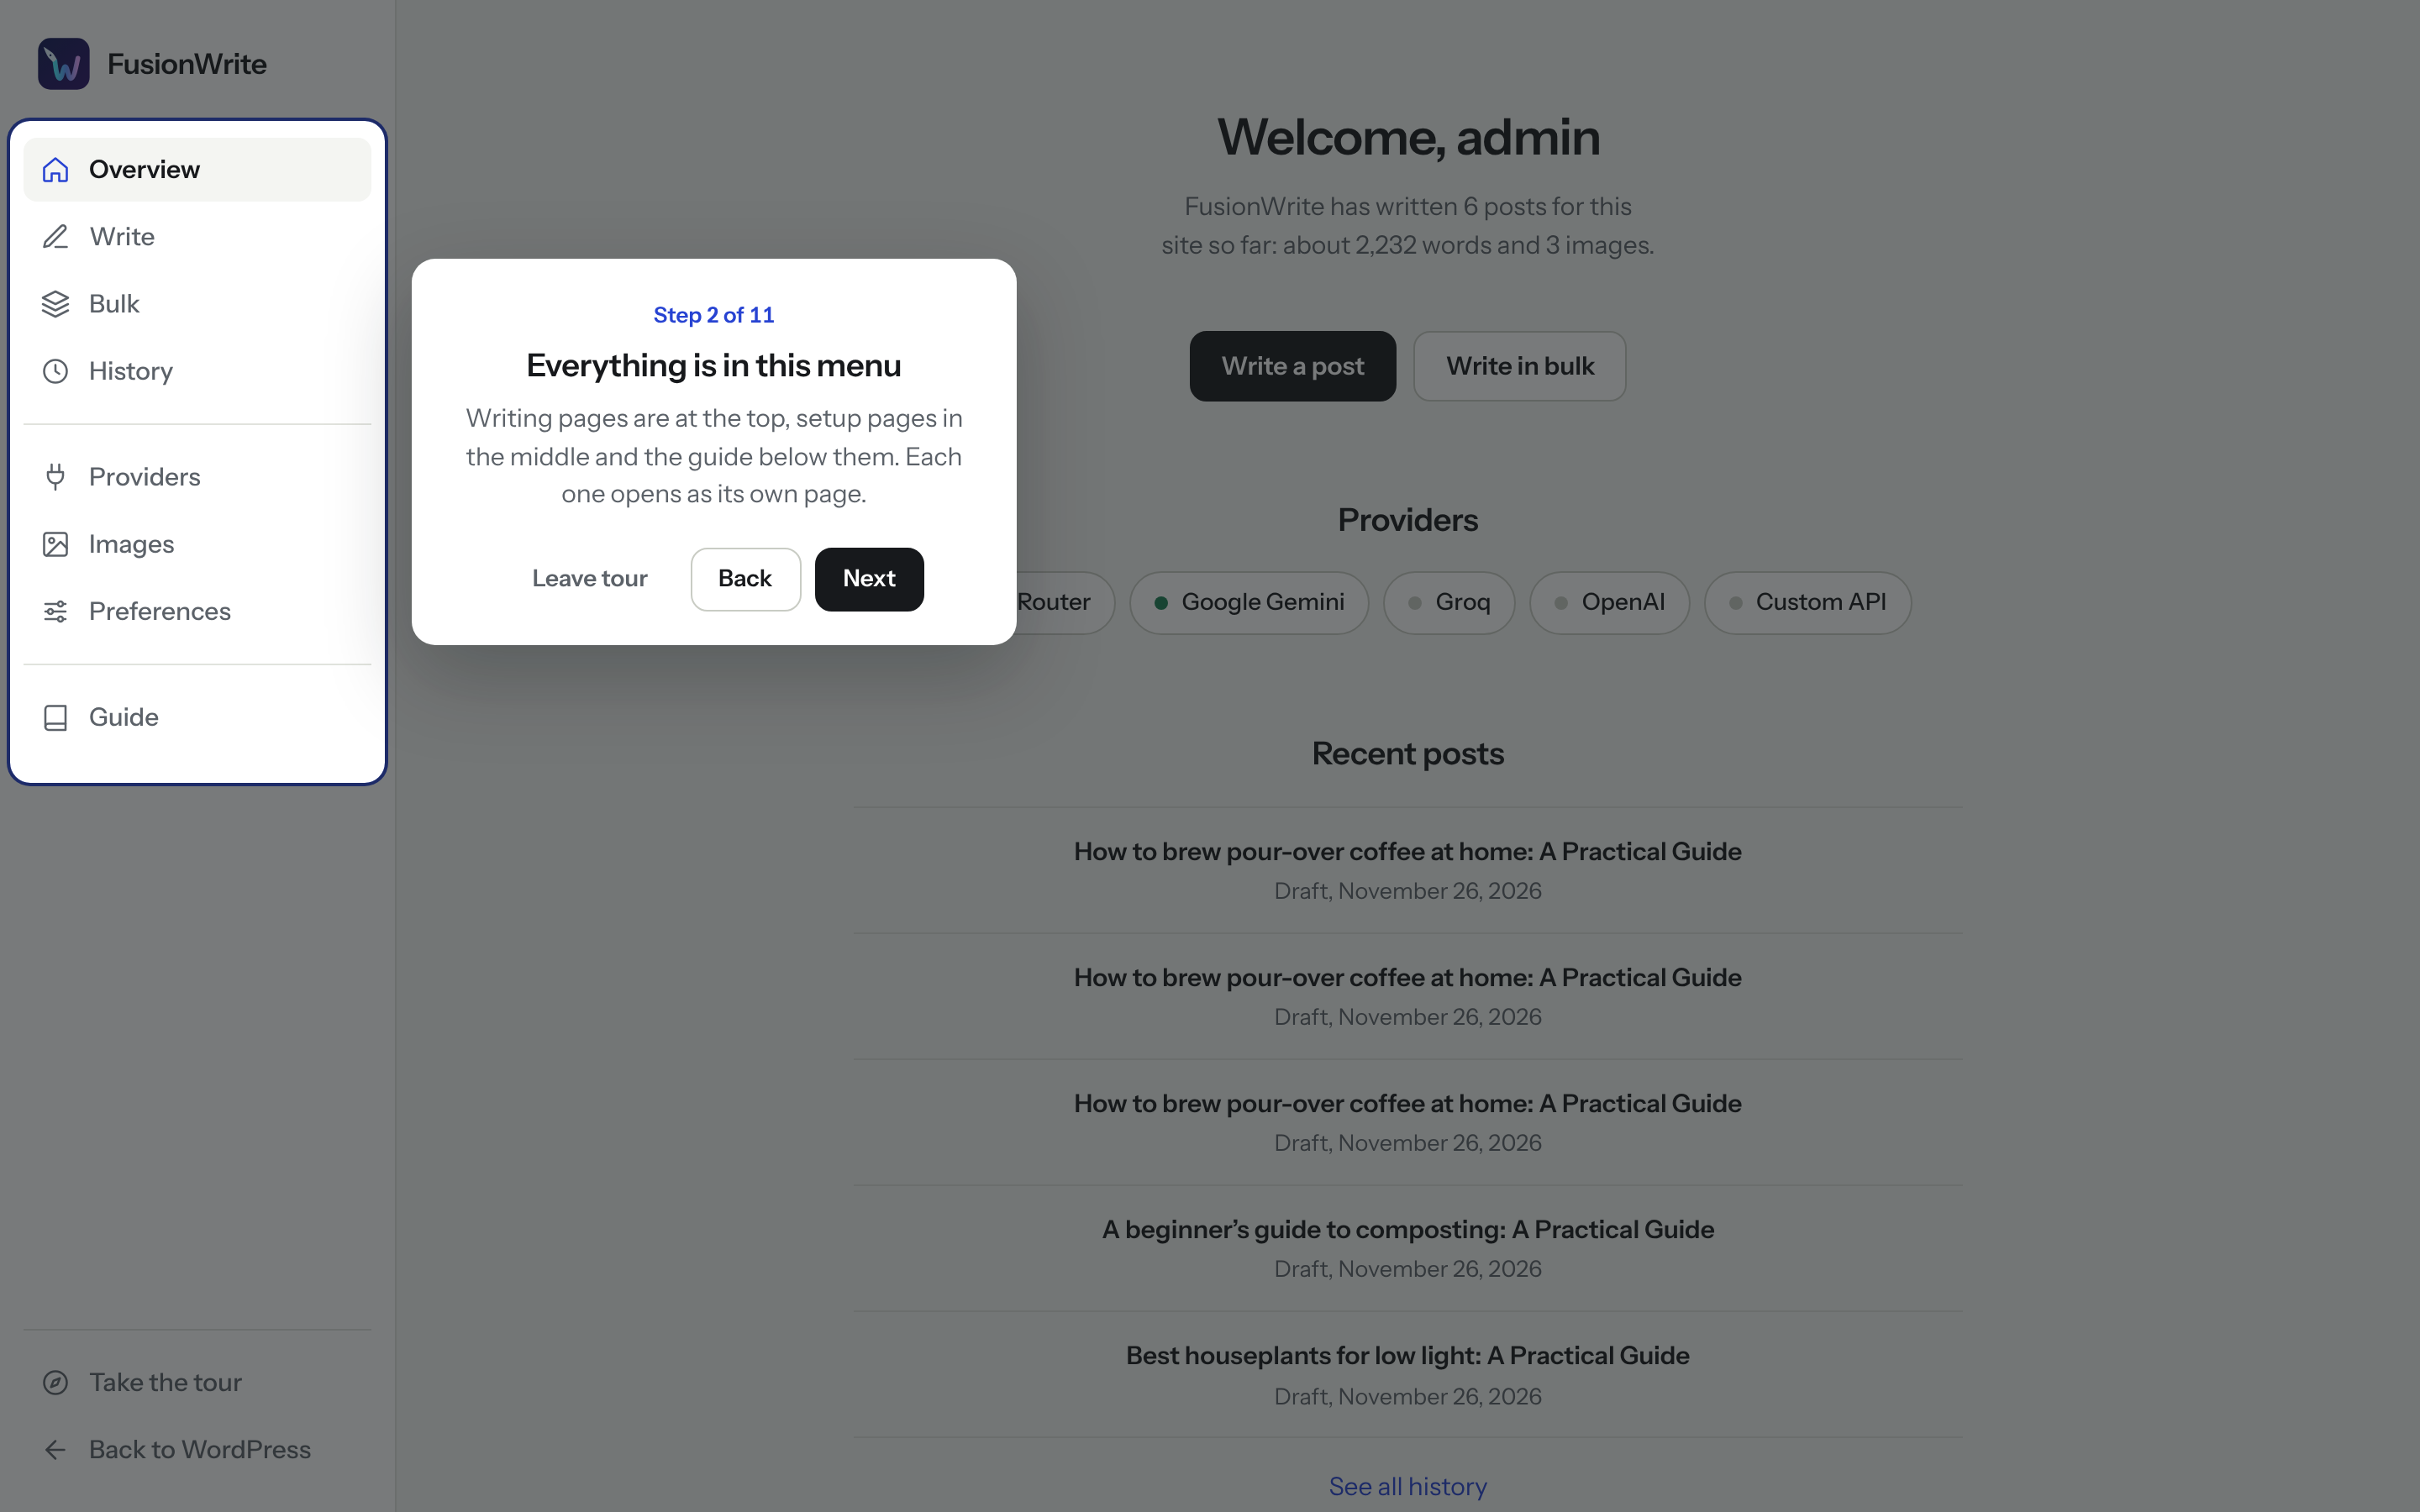 FusionWrite
Overview
Write
Bulk
History
Providers
Images
Preferences
Guide
Take the tour
Back to WordPress
Step 2 of 11
Everything is in this menu
Writing pages are at the top, setup pages in
the middle and the guide below them. Each
one opens as its own page.
Leave tour
Back
Next
Welcome, admin
FusionWrite has written 6 posts for this
site so far: about 2,232 words and 3 images.
Write a post
Write in bulk
Providers
Router
Google Gemini
Groq
OpenAI
Custom API
Recent posts
How to brew pour-over coffee at home: A Practical Guide
Draft, November 26, 2026
How to brew pour-over coffee at home: A Practical Guide
Draft, November 26, 2026
How to brew pour-over coffee at home: A Practical Guide
Draft, November 26, 2026
A beginner’s guide to composting: A Practical Guide
Draft, November 26, 2026
Best houseplants for low light: A Practical Guide
Draft, November 26, 2026
See all history